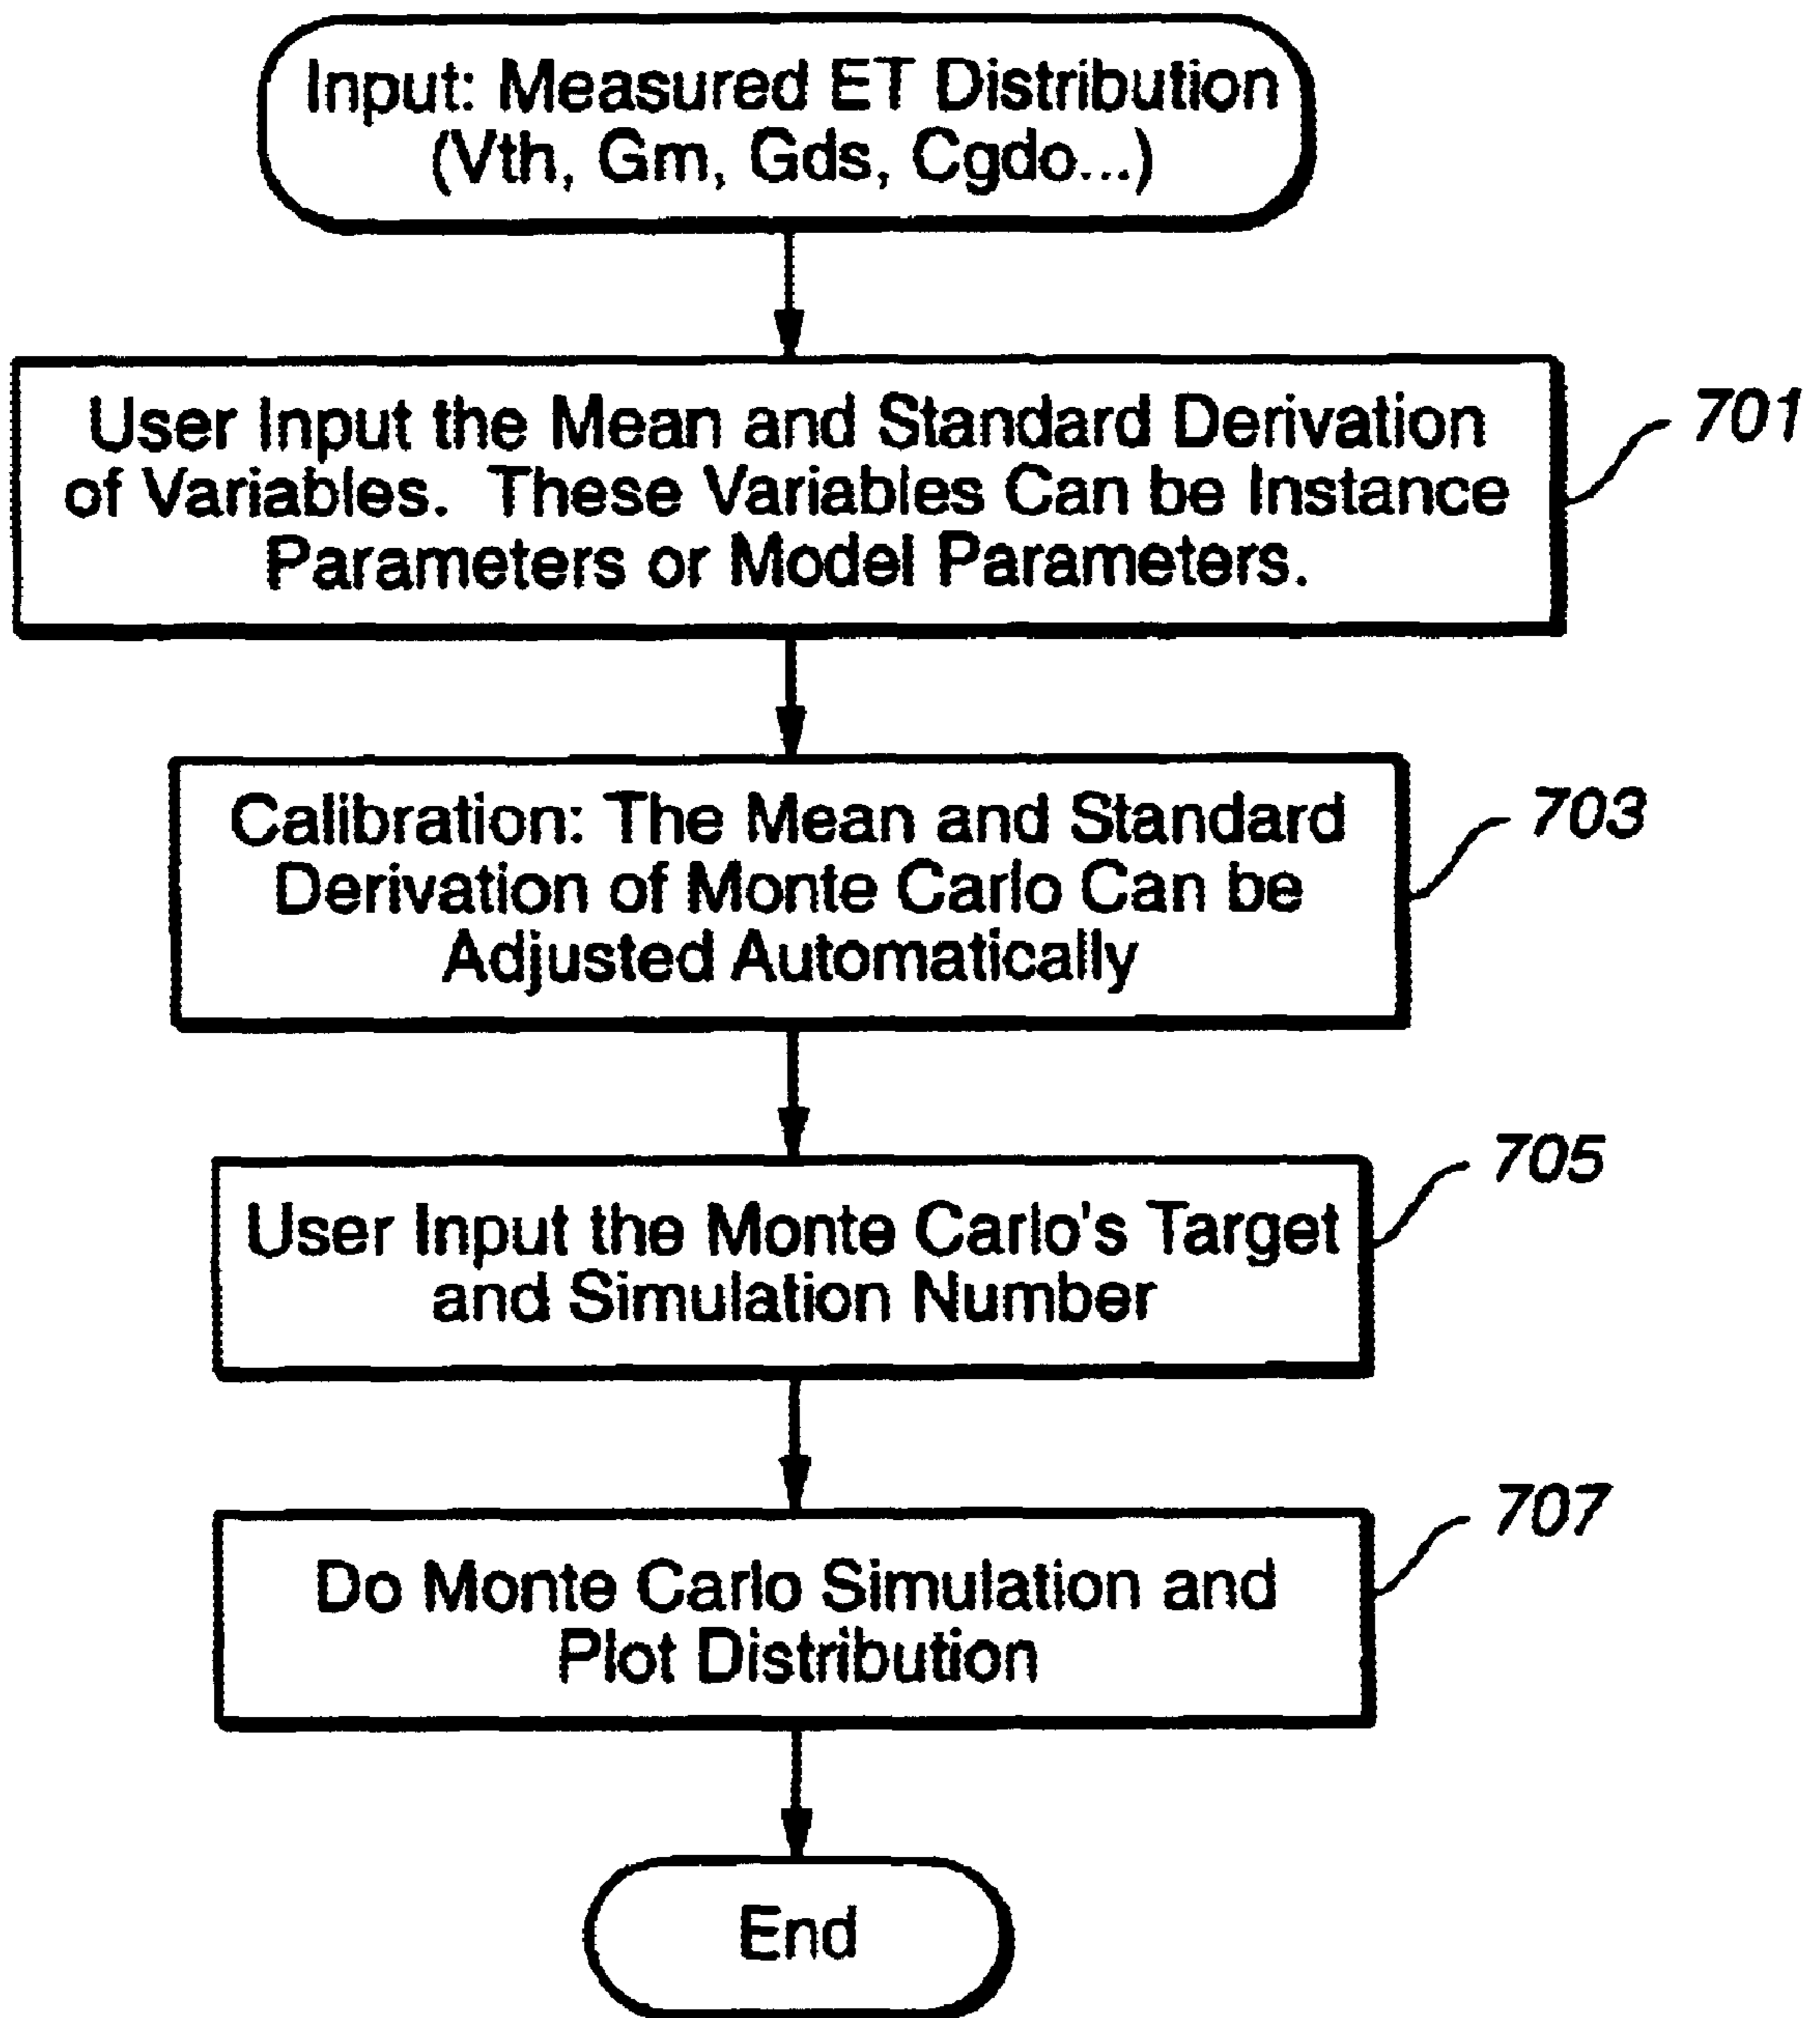 Input: Measured ET Distribution
(Vth, Gm, Gds, Cgdo...)
User Input the Mean and Standard Derivation
of Variables. These Variables Can be Instance
Parameters or Model Parameters.
701
Calibration: The Mean and Standard
Derivation of Monte Carlo Can be
Adjusted Automatically
703
User Input the Monte Carlo's Target
and Simulation Number
705
Do Monte Carlo Simulation and
Plot Distribution
707
End